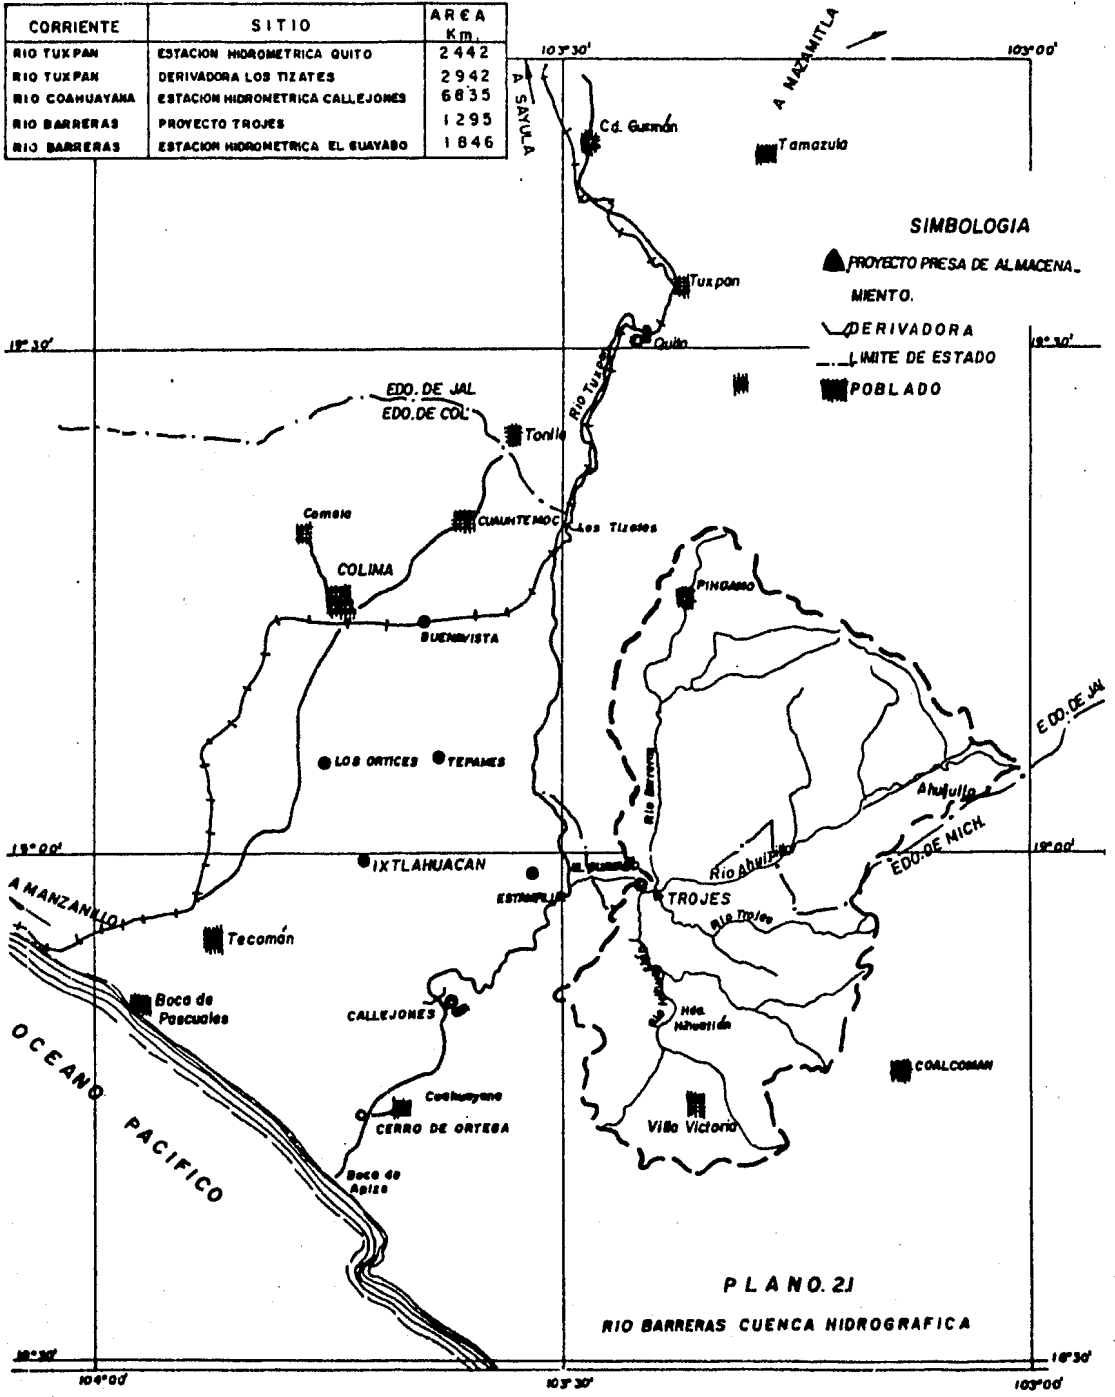 CORRIENTE SITIO AREA Km.
RIO TUXPAN ESTACION HIDROMETRICA QUITO 2442
RIO TUXPAN DERIVADORA LOS TIZATES 2942
RIO COAHUAYANA ESTACION HIDROMETRICA CALLEJONES 6835
RIO BARRERAS PROYECTO TROJES 1295
RIO BARRERAS ESTACION HIDROMETRICA EL GUAYABO 1846
103°30'
103°00'
A MAZAMITLA
A SAYULA
Cd. Guzmán
Tamazula
SIMBOLOGIA
PROYECTO PRESA DE ALMACENA-
MIENTO.
DERIVADORA
LIMITE DE ESTADO
POBLADO
Tuxpan
Quito
19°30'
19°30'
Rio Tuxpan
EDO. DE JAL.
EDO. DE COL.
Tonila
Comala
CUAUHTEMOC
Los Tizates
COLIMA
PIHUAMO
BUENAVISTA
EDO. DE JAL
LOS ORTICES
TEPAMES
Rio Barreras
Ahuijullo
19°00'
19°00'
IXTLAHUACAN
Rio Ahuijullo
EDO. DE MICH.
A MANZANILLO
ESTAMPILLA
TROJES
Rio Trojes
Tecomán
Boca de
Pascuales
CALLEJONES
Hda.
Hihuatlán
COALCOMAN
OCEANO PACIFICO
Coahuayana
CERRO DE ORTEGA
Villa Victoria
Boca de
Apiza
PLANO. 2.1
RIO BARRERAS CUENCA HIDROGRAFICA
18°30'
18°30'
104°00'
103°30'
103°00'